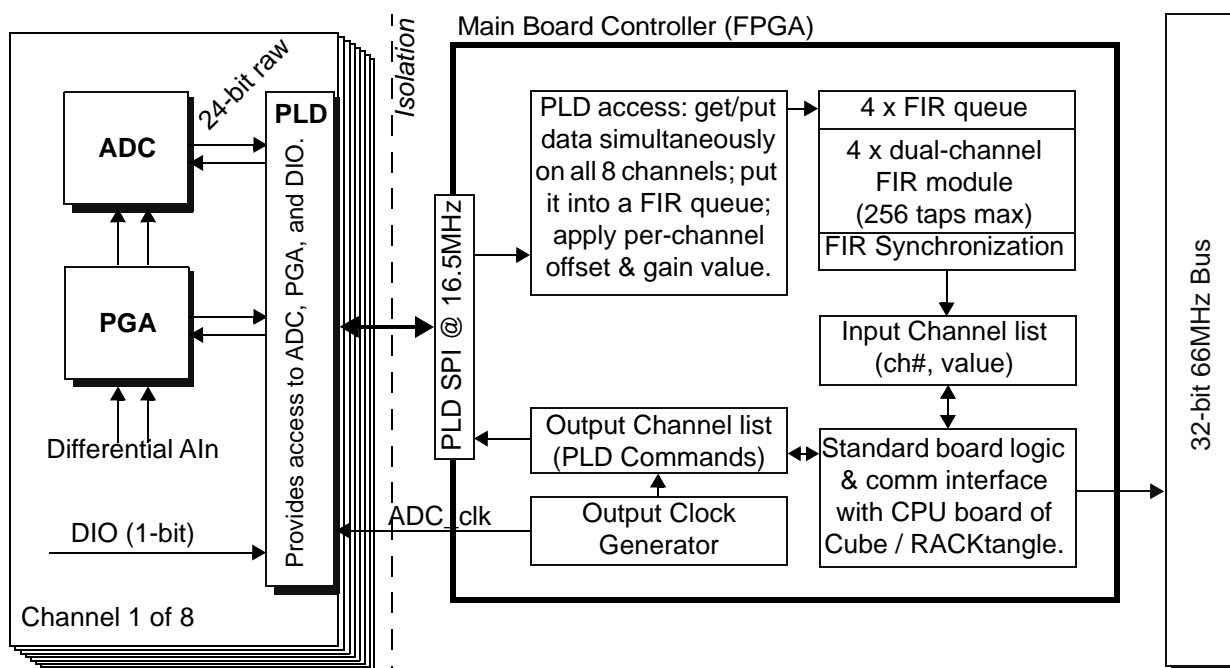 Main Board Controller (FPGA)
Isolation
24-bit raw
ADC
PLD
Provides access to ADC, PGA, and DIO.
PGA
Differential AIn
DIO (1-bit)
Channel 1 of 8
PLD SPI @ 16.5MHz
PLD access: get/put
data simultaneously
on all 8 channels; put
it into a FIR queue;
apply per-channel
offset & gain value.
4 x FIR queue
4 x dual-channel
FIR module
(256 taps max)
FIR Synchronization
Input Channel list
(ch#, value)
Output Channel list
(PLD Commands)
ADC_clk
Output Clock
Generator
Standard board logic
& comm interface
with CPU board of
Cube / RACKtangle.
32-bit 66MHz Bus